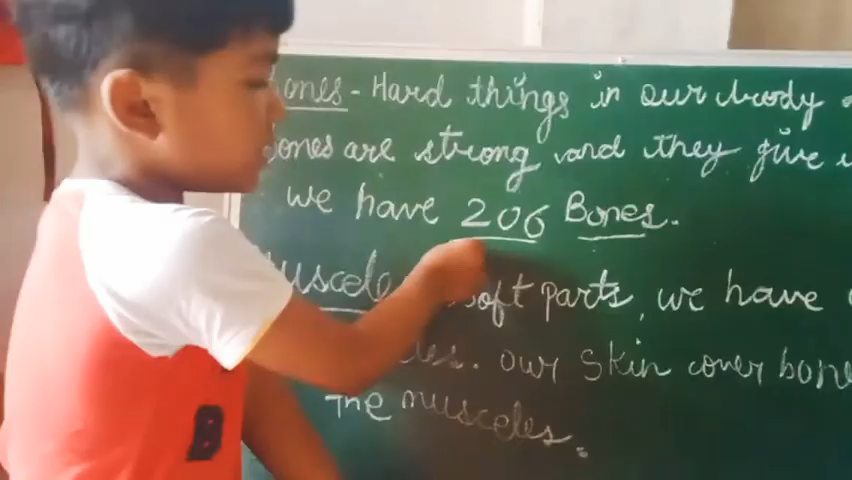 ones - Hard things in our body
ones are strong and they give
we have 206 Bones.
uscele soft parts, we have
les. our Skin cover bone
The musceles.
B